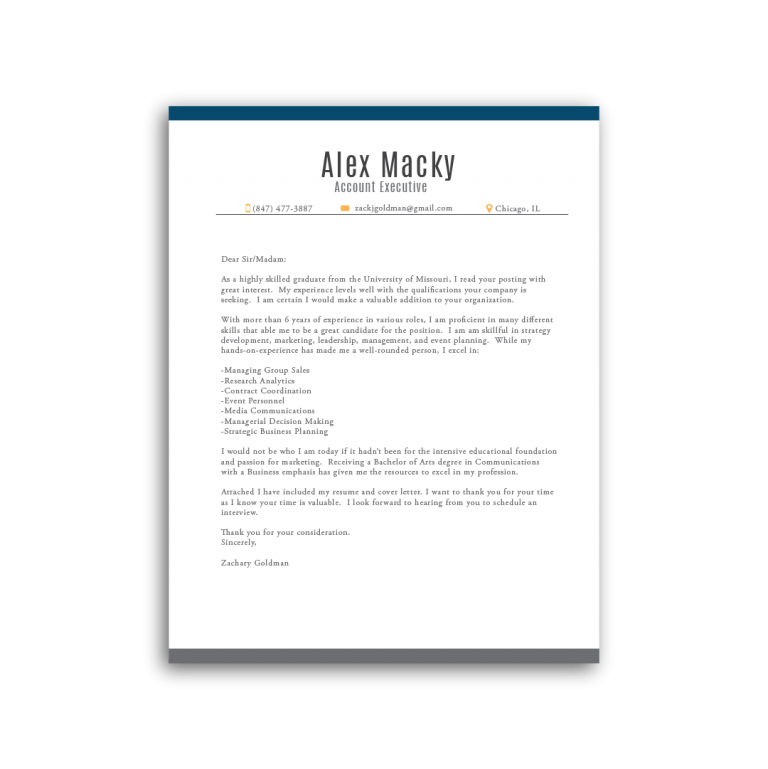 Alex Macky
Account Executive
(847) 477-3887 zackjgoldman@gmail.com Chicago, IL
Dear Sir/Madam:
As a highly skilled graduate from the University of Missouri, I read your posting with
great interest. My experience levels well with the qualifications your company is
seeking. I am certain I would make a valuable addition to your organization.
With more than 6 years of experience in various roles, I am proficient in many different
skills that able me to be a great candidate for the position. I am am skillful in strategy
development, marketing, leadership, management, and event planning. While my
hands-on-experience has made me a well-rounded person, I excel in:
-Managing Group Sales
-Research Analytics
-Contract Coordination
-Event Personnel
-Media Communications
-Managerial Decision Making
-Strategic Business Planning
I would not be who I am today if it hadn't been for the intensive educational foundation
and passion for marketing. Receiving a Bachelor of Arts degree in Communications
with a Business emphasis has given me the resources to excel in my profession.
Attached I have included my resume and cover letter. I want to thank you for your time
as I know your time is valuable. I look forward to hearing from you to schedule an
interview.
Thank you for your consideration.
Sincerely,
Zachary Goldman